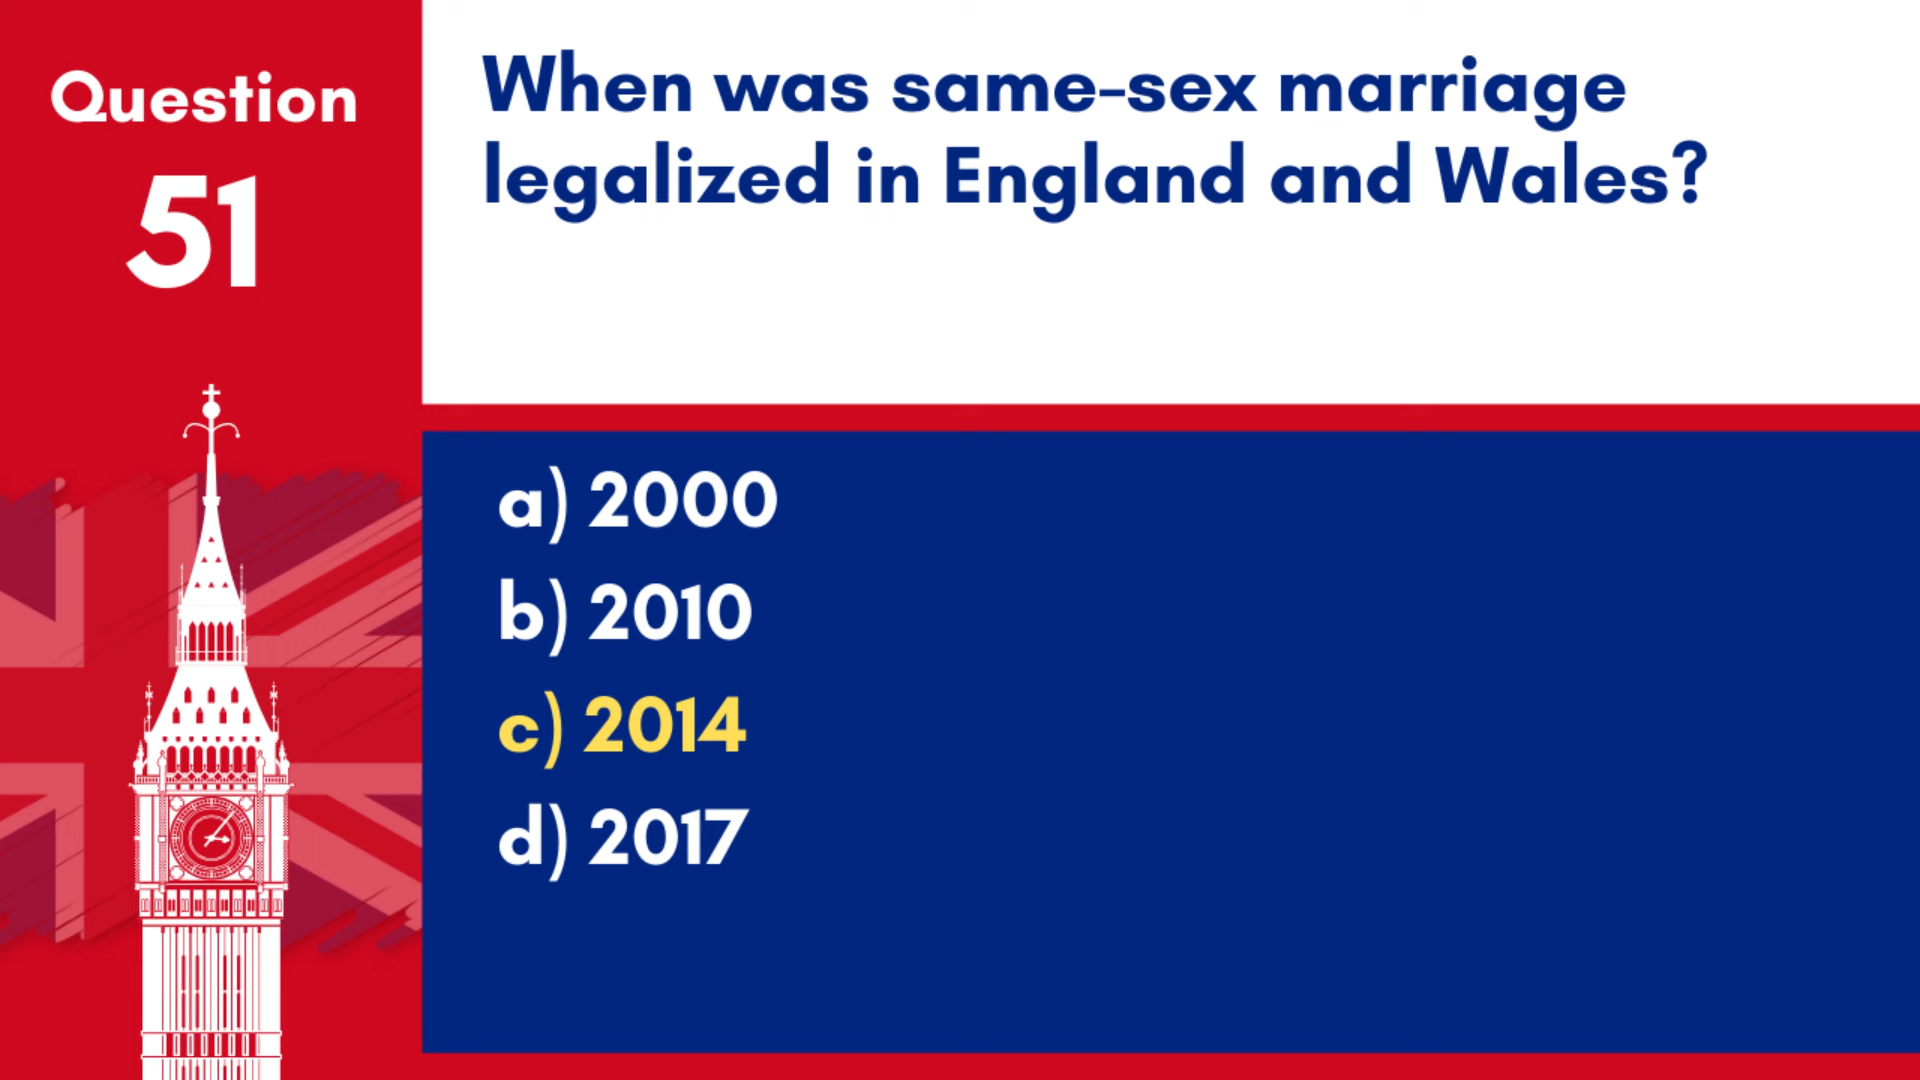 Question
51
When was same-sex marriage
legalized in England and Wales?
a) 2000
b) 2010
c) 2014
d) 2017